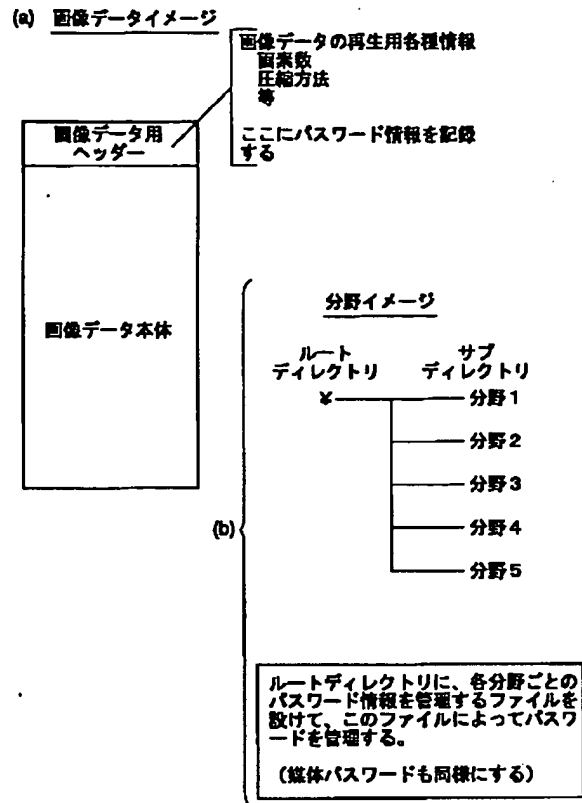 (a) 画像データイメージ
画像データの再生用各種情報
画素数
圧縮方法
等
ここにパスワード情報を記録
する
画像データ用
ヘッダー
画像データ本体
(b)
分野イメージ
ルート
ディレクトリ
サブ
ディレクトリ
¥
分野1
分野2
分野3
分野4
分野5
ルートディレクトリに、各分野ごとの
パスワード情報を管理するファイルを
設けて、このファイルによってパスワ
ードを管理する。
(媒体パスワードも同様にする)